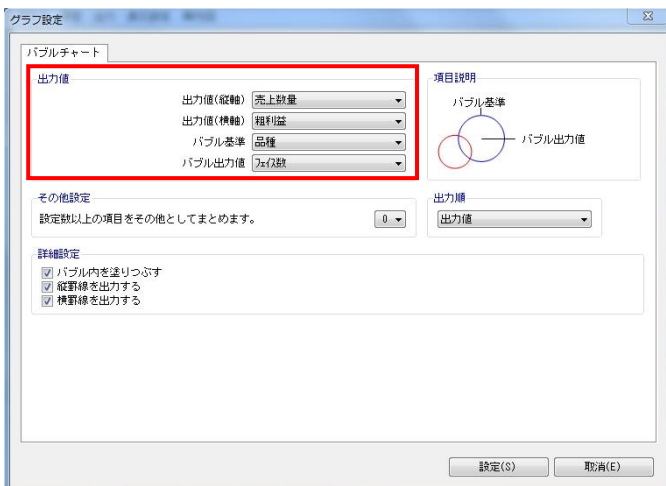 グラフ設定
バブルチャート
出力値
出力値(縦軸) 売上数量
出力値(横軸) 粗利益
バブル基準 品種
バブル出力値 ﾌｪｲｽ数
項目説明
バブル基準
バブル出力値
その他設定
設定数以上の項目をその他としてまとめます。 0
出力順
出力値
詳細設定
バブル内を塗りつぶす
縦罫線を出力する
横罫線を出力する
設定(S) 取消(E)